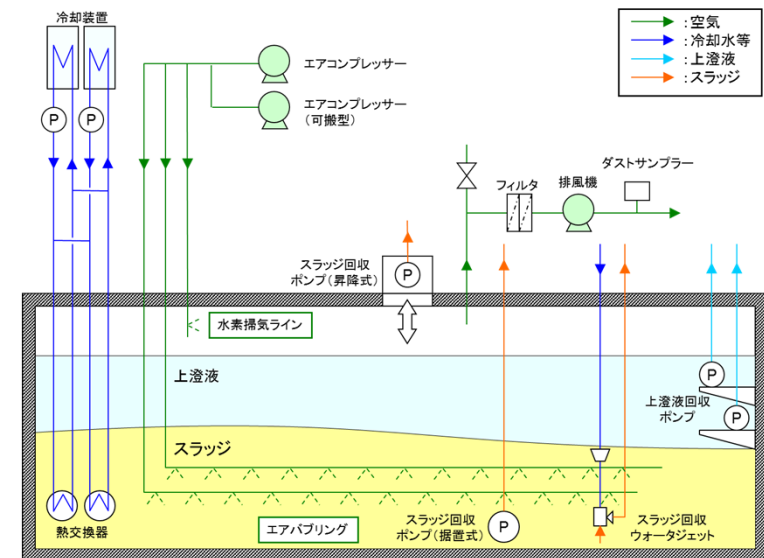 冷却装置
P
P
エアコンプレッサー
エアコンプレッサー
（可搬型）
：空気
：冷却水等
：上澄液
：スラッジ
フィルタ
排風機
ダストサンプラー
スラッジ回収
ポンプ（昇降式）
P
水素掃気ライン
上澄液
P
上澄液回収
ポンプ
P
スラッジ
熱交換器
エアバブリング
スラッジ回収
ポンプ（据置式）
P
スラッジ回収
ウォータジェット